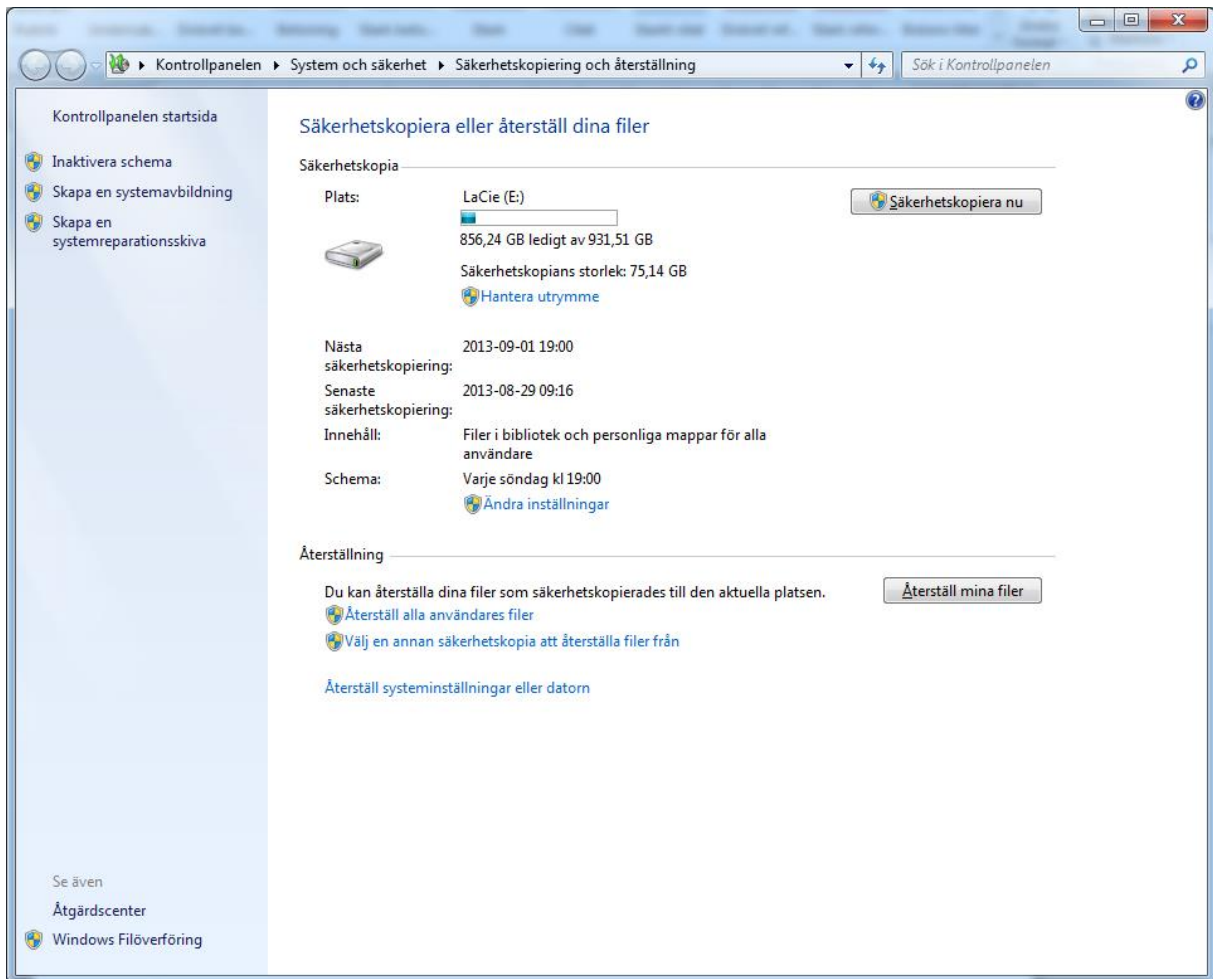 Kontrollpanelen System och säkerhet Säkerhetskopiering och återställning Sök i Kontrollpanelen
Kontrollpanelen startsida
Inaktivera schema
Skapa en systemavbildning
Skapa en
systemreparationsskiva
Säkerhetskopiera eller återställ dina filer
Säkerhetskopia
Plats: LaCie (E:) Säkerhetskopiera nu
856,24 GB ledigt av 931,51 GB
Säkerhetskopians storlek: 75,14 GB
Hantera utrymme
Nästa 2013-09-01 19:00
säkerhetskopiering:
Senaste 2013-08-29 09:16
säkerhetskopiering:
Innehåll: Filer i bibliotek och personliga mappar för alla
användare
Schema: Varje söndag kl 19:00
Ändra inställningar
Återställning
Du kan återställa dina filer som säkerhetskopierades till den aktuella platsen. Återställ mina filer
Återställ alla användares filer
Välj en annan säkerhetskopia att återställa filer från
Återställ systeminställningar eller datorn
Se även
Åtgärdscenter
Windows Filöverföring